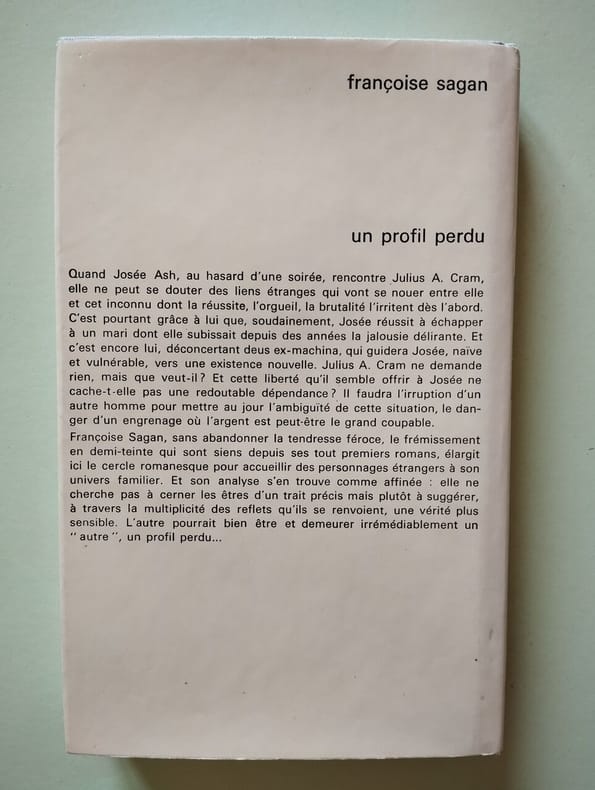 françoise sagan
un profil perdu
Quand Josée Ash, au hasard d'une soirée, rencontre Julius A. Cram,
elle ne peut se douter des liens étranges qui vont se nouer entre elle
et cet inconnu dont la réussite, l'orgueil, la brutalité l'irritent dès l'abord.
C'est pourtant grâce à lui que, soudainement, Josée réussit à échapper
à un mari dont elle subissait depuis des années la jalousie délirante. Et
c'est encore lui, déconcertant deus ex-machina, qui guidera Josée, naïve
et vulnérable, vers une existence nouvelle. Julius A. Cram ne demande
rien, mais que veut-il ? Et cette liberté qu'il semble offrir à Josée ne
cache-t-elle pas une redoutable dépendance ? Il faudra l'irruption d'un
autre homme pour mettre au jour l'ambiguïté de cette situation, le dan-
ger d'un engrenage où l'argent est peut-être le grand coupable.
Françoise Sagan, sans abandonner la tendresse féroce, le frémissement
en demi-teinte qui sont siens depuis ses tout premiers romans, élargit
ici le cercle romanesque pour accueillir des personnages étrangers à son
univers familier. Et son analyse s'en trouve comme affinée : elle ne
cherche pas à cerner les êtres d'un trait précis mais plutôt à suggérer,
à travers la multiplicité des reflets qu'ils se renvoient, une vérité plus
sensible. L'autre pourrait bien être et demeurer irrémédiablement un
"autre", un profil perdu...